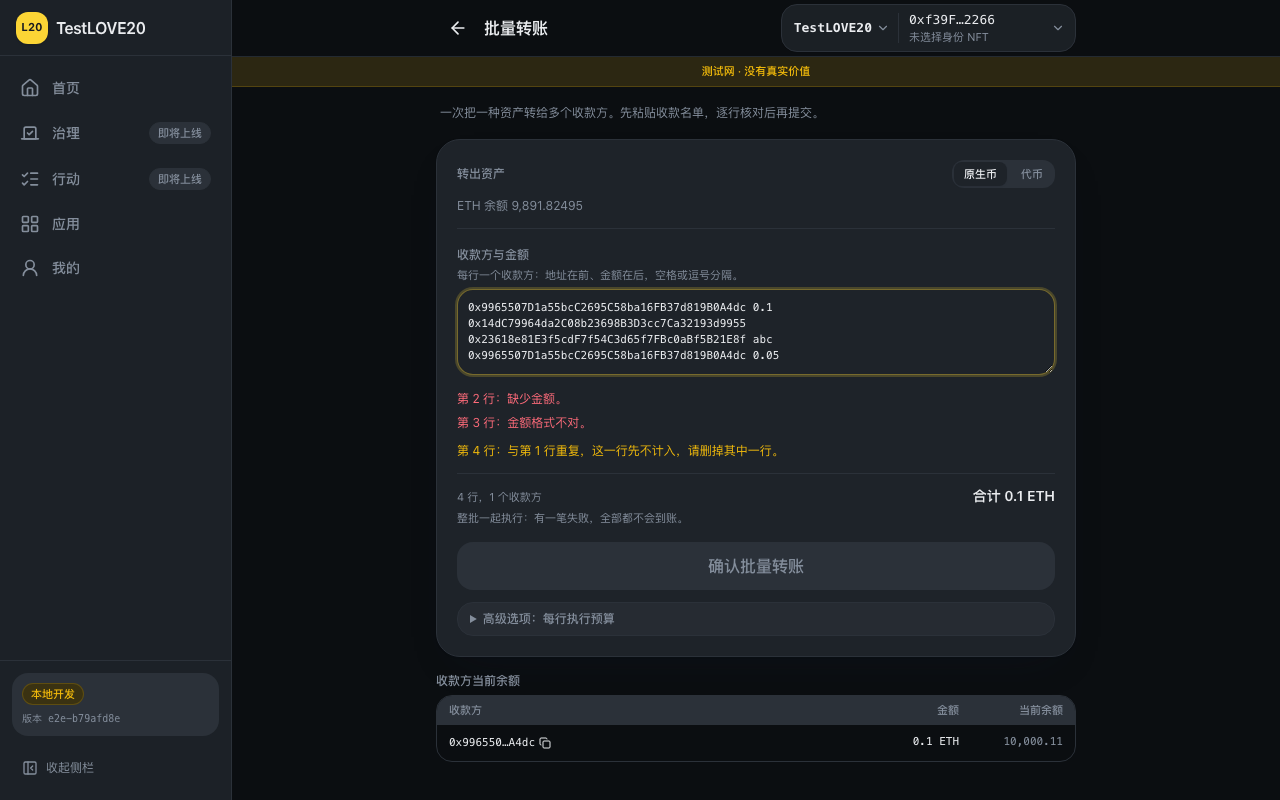 L20 TestLOVE20
首页
治理 即将上线
行动 即将上线
应用
我的
本地开发
版本 e2e-b79afd8e
收起侧栏
批量转账
TestLOVE20
0xf39F…2266
未选择身份 NFT
测试网 · 没有真实价值
一次把一种资产转给多个收款方。先粘贴收款名单，逐行核对后再提交。
转出资产 原生币 代币
ETH 余额 9,891.82495
收款方与金额
每行一个收款方：地址在前、金额在后，空格或逗号分隔。
0x9965507D1a55bcC2695C58ba16FB37d819B0A4dc 0.1
0x14dC79964da2C08b23698B3D3cc7Ca32193d9955
0x23618e81E3f5cdF7f54C3d65f7FBc0aBf5B21E8f abc
0x9965507D1a55bcC2695C58ba16FB37d819B0A4dc 0.05
第 2 行：缺少金额。
第 3 行：金额格式不对。
第 4 行：与第 1 行重复，这一行先不计入，请删掉其中一行。
4 行，1 个收款方 合计 0.1 ETH
整批一起执行：有一笔失败，全部都不会到账。
确认批量转账
高级选项：每行执行预算
收款方当前余额
收款方 金额 当前余额
0x996550…A4dc 0.1 ETH 10,000.11